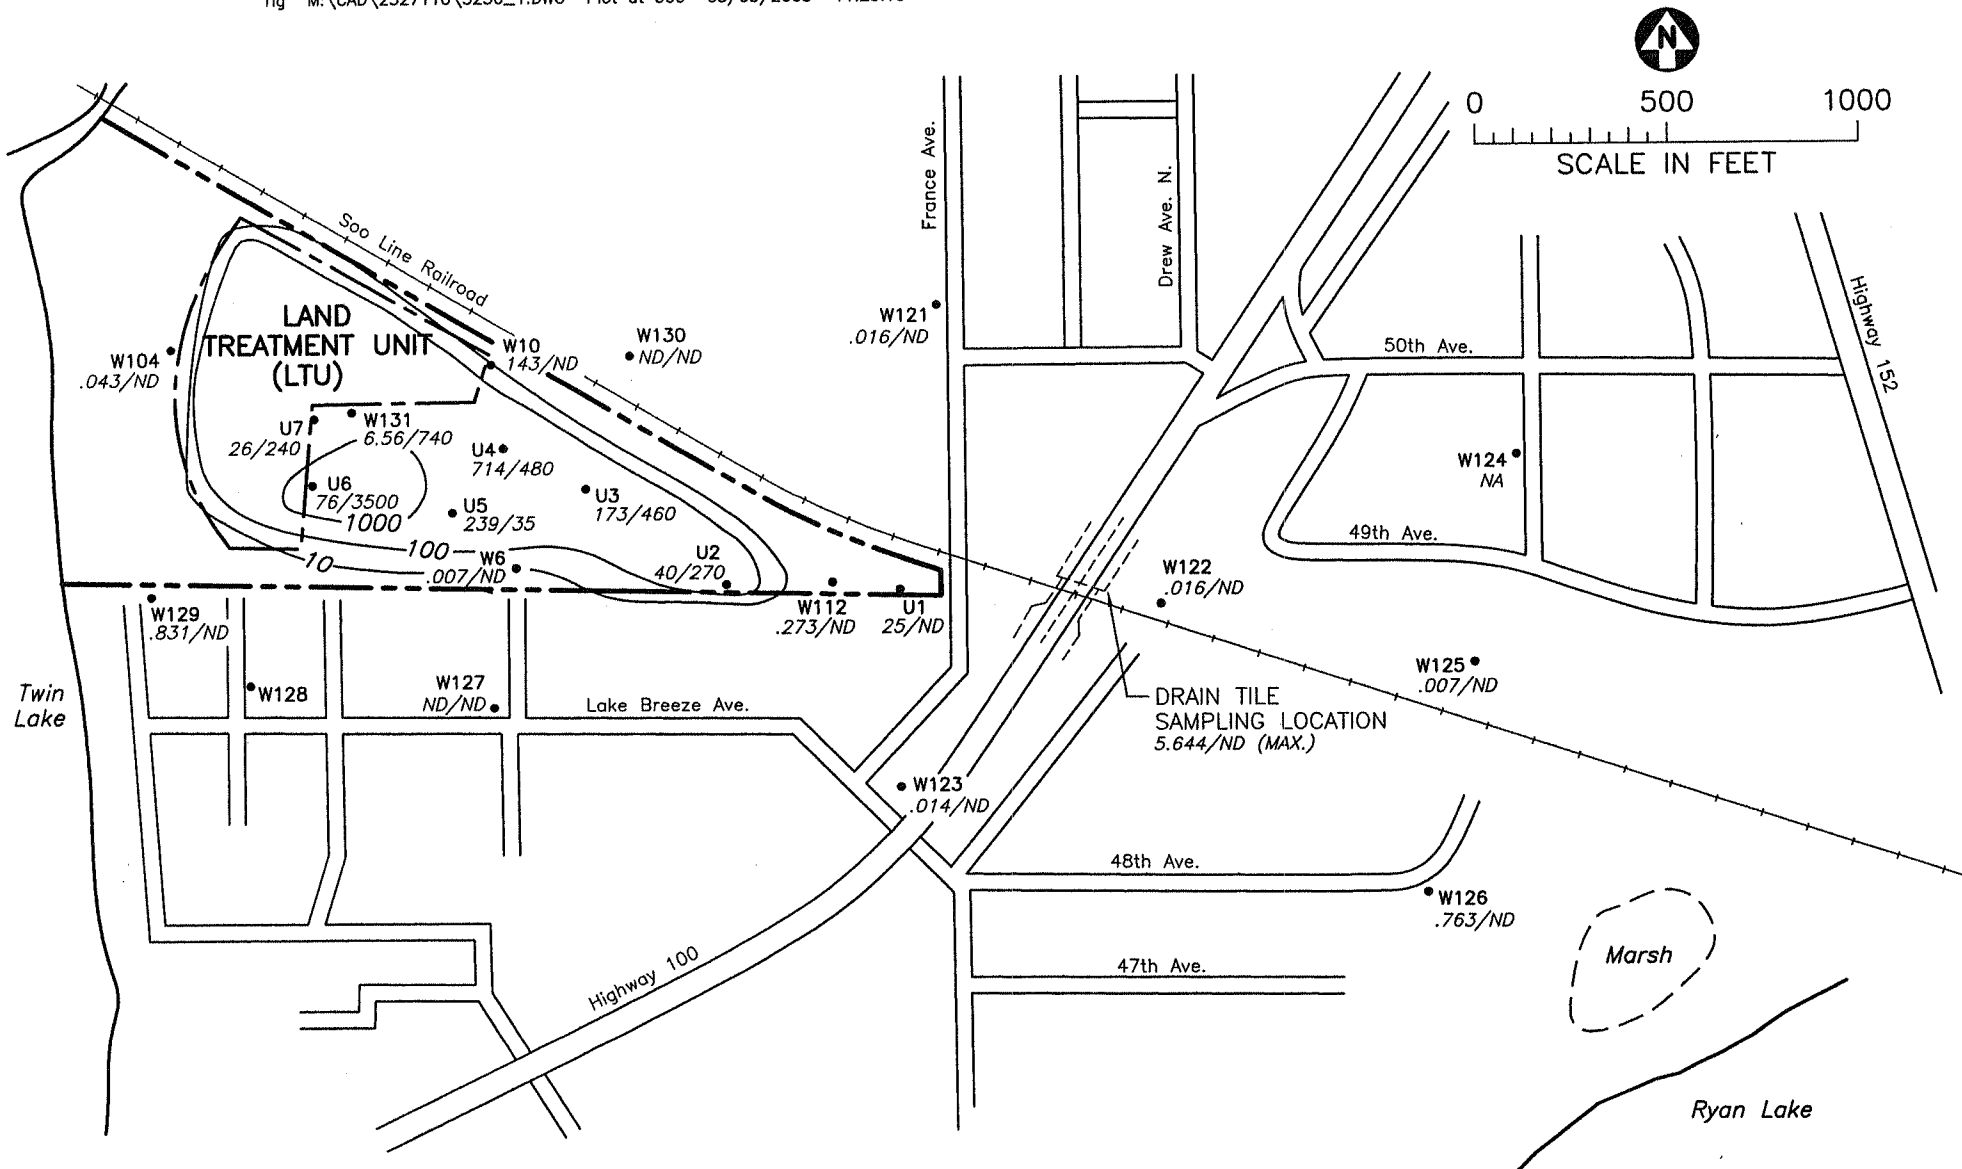 N
0 500 1000
SCALE IN FEET
France Ave.
Drew Ave. N.
Soo Line Railroad
Highway 152
LAND
TREATMENT UNIT
(LTU)
W104
.043/ND
W10
143/ND
W130
ND/ND
W121
.016/ND
50th Ave.
U7
26/240
W131
6.56/740
U4
714/480
U6
76/3500
1000
U5
239/35
U3
173/460
W124
NA
49th Ave.
10
100
W6
.007/ND
U2
40/270
W112
.273/ND
U1
25/ND
W122
.016/ND
W129
.831/ND
W128
W127
ND/ND
Lake Breeze Ave.
Twin
Lake
W125
.007/ND
DRAIN TILE
SAMPLING LOCATION
5.644/ND (MAX.)
W123
.014/ND
48th Ave.
W126
.763/ND
47th Ave.
Highway 100
Marsh
Ryan Lake